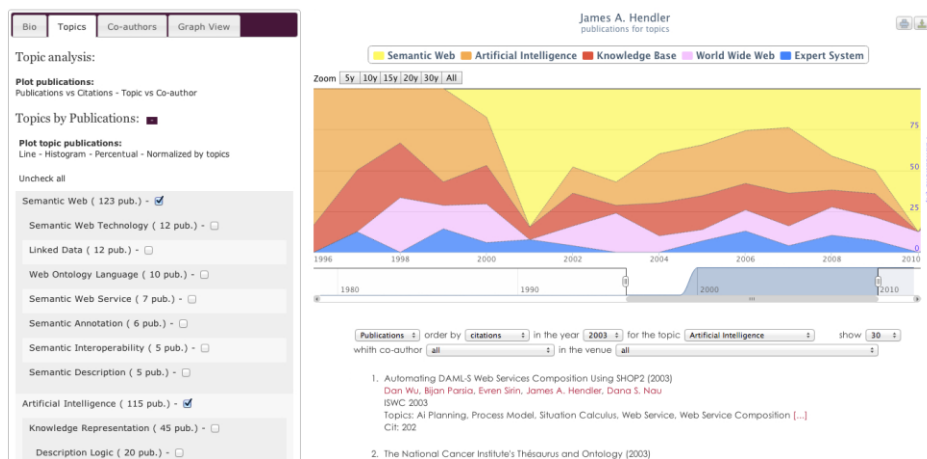 Bio Topics Co-authors Graph View
Topic analysis:
Plot publications:
Publications vs Citations - Topic vs Co-author
Topics by Publications: -
Plot topic publications:
Line - Histogram - Percentual - Normalized by topics
Uncheck all
Semantic Web ( 123 pub.) -
Semantic Web Technology ( 12 pub.) -
Linked Data ( 12 pub.) -
Web Ontology Language ( 10 pub.) -
Semantic Web Service ( 7 pub.) -
Semantic Annotation ( 6 pub.) -
Semantic Interoperability ( 5 pub.) -
Semantic Description ( 5 pub.) -
Artificial Intelligence ( 115 pub.) -
Knowledge Representation ( 45 pub.) -
Description Logic ( 20 pub.) -
James A. Hendler
publications for topics
Semantic Web Artificial Intelligence Knowledge Base World Wide Web Expert System
Zoom 5y 10y 15y 20y 30y All
75
50
25
0
1996 1998 2000 2002 2004 2006 2008 2010
1980 1990 2000 2010
Publications order by citations in the year 2003 for the topic Artificial Intelligence show 30
whith co-author all in the venue all
1. Automating DAML-S Web Services Composition Using SHOP2 (2003)
Dan Wu, Bijan Parsia, Evren Sirin, James A. Hendler, Dana S. Nau
ISWC 2003
Topics: Ai Planning, Process Model, Situation Calculus, Web Service, Web Service Composition [...]
Cit: 202
2. The National Cancer Institute's Thésaurus and Ontology (2003)